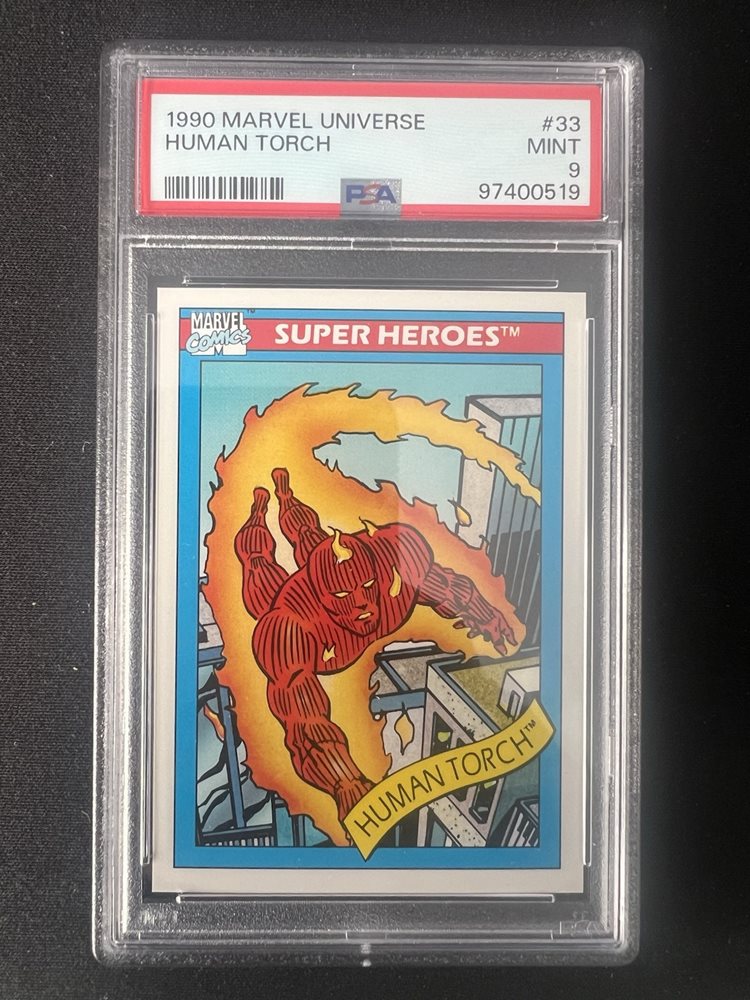 1990 MARVEL UNIVERSE #33
HUMAN TORCH MINT
9
PSA 97400519
MARVEL
COMICS
M
SUPER HEROES™
HUMAN TORCH™